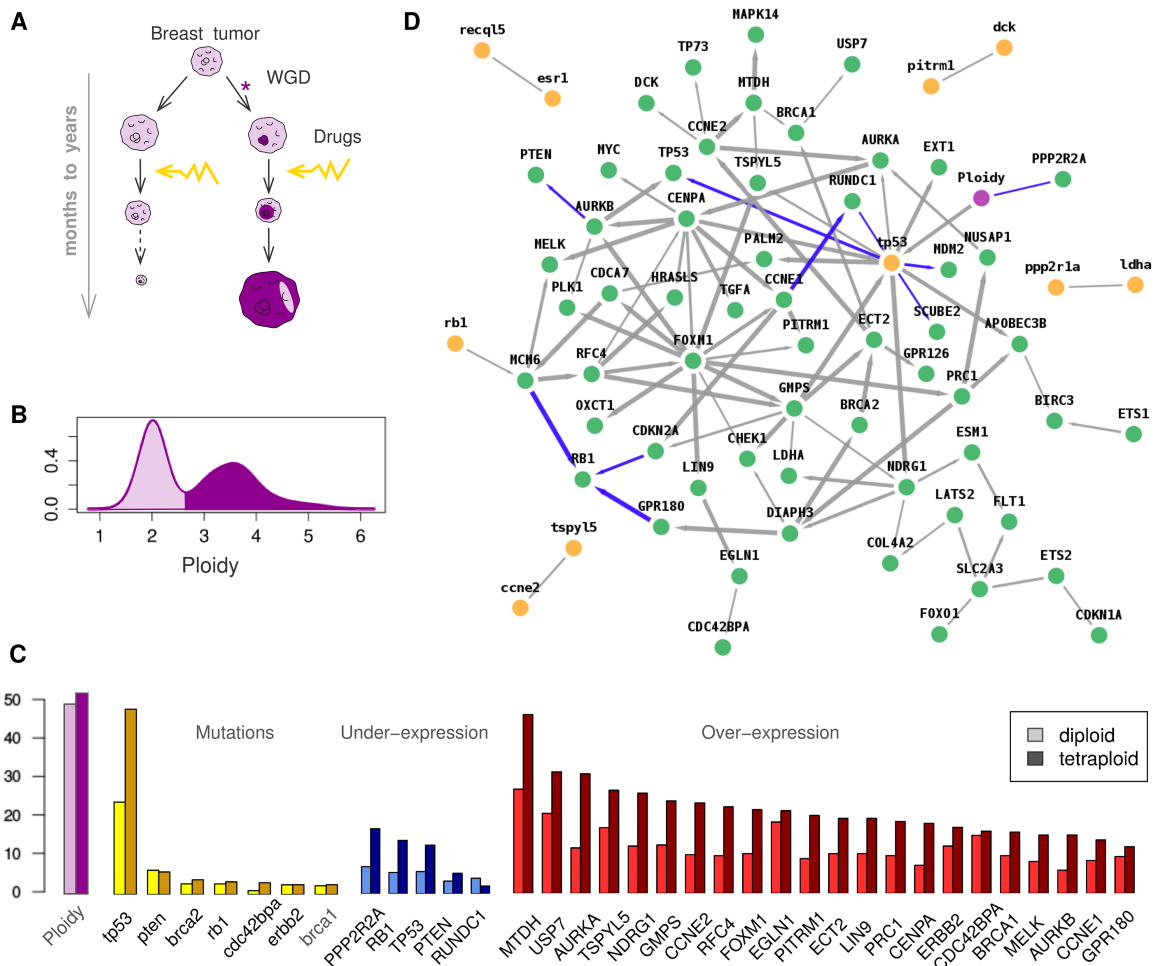 A
Breast tumor
*
WGD
Drugs
months to years
B
0.4
0.0
1 2 3 4 5 6
Ploidy
D
recql5
esr1
MAPK14
dck
pitrm1
TP73
USP7
DCK
MTDH
BRCA1
CCNE2
AURKA
EXT1
PTEN
MYC
TP53
TSPYL5
RUNDC1
Ploidy
PPP2R2A
AURKB
CENPA
MELK
PALM2
tp53
MDM2
NUSAP1
ppp2r1a
ldha
CDCA7
HRASLS
PLK1
TGFA
CCNE1
rb1
PITRM1
ECT2
SCUBE2
APOBEC3B
MCM6
RFC4
FOXM1
GPR126
GMPS
PRC1
OXCT1
BRCA2
BIRC3
ETS1
CDKN2A
CHEK1
LDHA
ESM1
RB1
LIN9
NDRG1
GPR180
DIAPH3
LATS2
FLT1
tspyl5
EGLN1
COL4A2
SLC2A3
ETS2
ccne2
CDC42BPA
FOXO1
CDKN1A
C
50
40
30
20
10
0
Mutations
Under-expression
Over-expression
diploid
tetraploid
Ploidy
tp53
pten
brca2
rb1
cdc42bpa
erbb2
brca1
PPP2R2A
RB1
TP53
PTEN
RUNDC1
MTDH
USP7
AURKA
TSPYL5
NDRG1
GMPS
CCNE2
RFC4
FOXM1
EGLN1
PITRM1
ECT2
LIN9
PRC1
CENPA
ERBB2
CDC42BPA
BRCA1
MELK
AURKB
CCNE1
GPR180